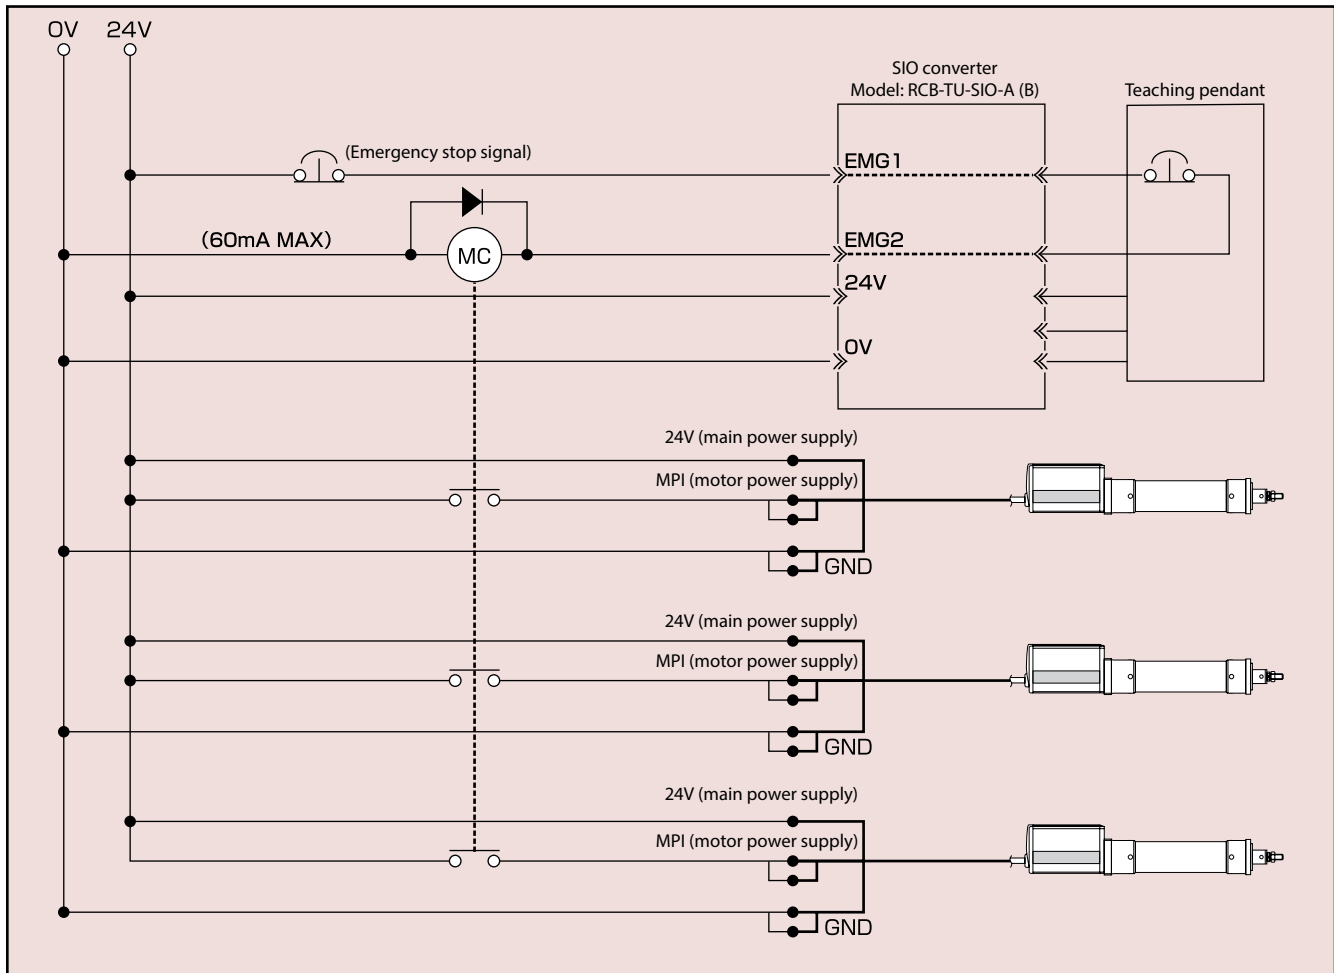 0V 24V
SIO converter
Model: RCB-TU-SIO-A (B)
Teaching pendant
(Emergency stop signal)
EMG1
(60mA MAX)
MC
EMG2
24V
0V
24V (main power supply)
MPI (motor power supply)
GND
24V (main power supply)
MPI (motor power supply)
GND
24V (main power supply)
MPI (motor power supply)
GND